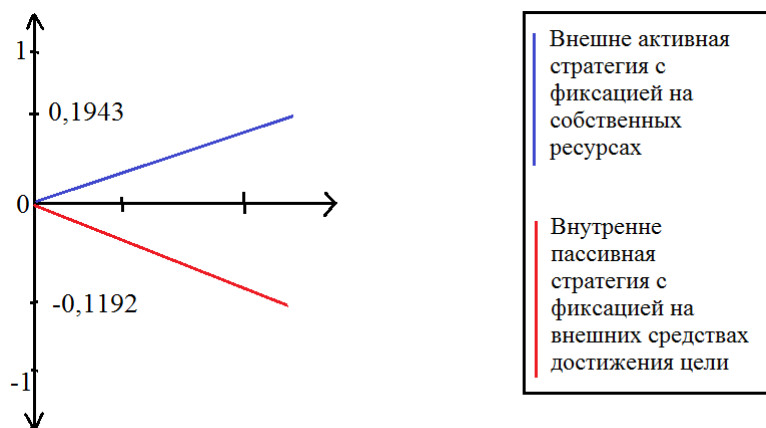 1
0,1943
0
-0,1192
-1
Внешне активная
стратегия с
фиксацией на
собственных
ресурсах
Внутренне
пассивная
стратегия с
фиксацией на
внешних средствах
достижения цели